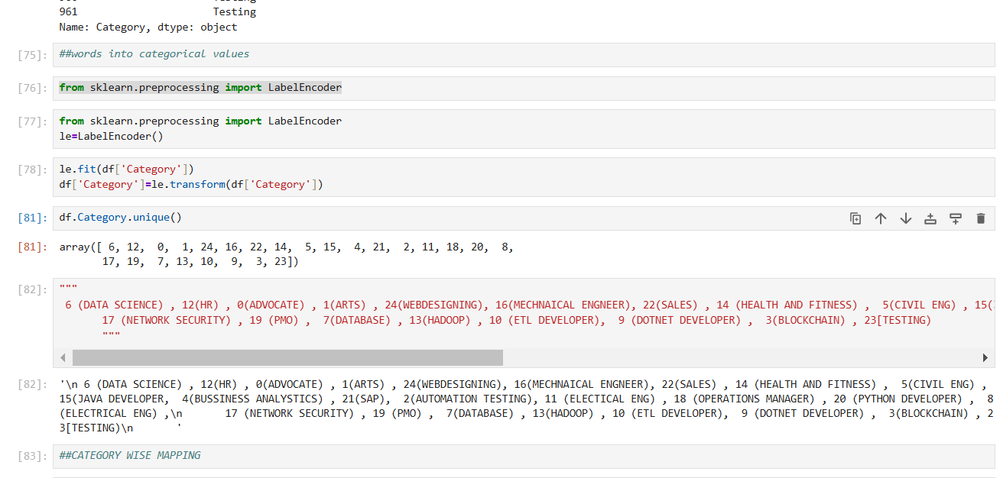 961                      Testing
Name: Category, dtype: object
[75]: ##words into categorical values
[76]: from sklearn.preprocessing import LabelEncoder
[77]: from sklearn.preprocessing import LabelEncoder
le=LabelEncoder()
[78]: le.fit(df['Category'])
df['Category']=le.transform(df['Category'])
[81]: df.Category.unique()
[81]: array([ 6, 12,  0,  1, 24, 16, 22, 14,  5, 15,  4, 21,  2, 11, 18, 20,  8,
       17, 19,  7, 13, 10,  9,  3, 23])
[82]: """
 6 (DATA SCIENCE) , 12(HR) , 0(ADVOCATE) , 1(ARTS) , 24(WEBDESIGNING), 16(MECHNAICAL ENGNEER), 22(SALES) , 14 (HEALTH AND FITNESS) ,  5(CIVIL ENG) , 15(
       17 (NETWORK SECURITY) , 19 (PMO) ,  7(DATABASE) , 13(HADOOP) , 10 (ETL DEVELOPER),  9 (DOTNET DEVELOPER) ,  3(BLOCKCHAIN) , 23[TESTING)
       """
[82]: '\n 6 (DATA SCIENCE) , 12(HR) , 0(ADVOCATE) , 1(ARTS) , 24(WEBDESIGNING), 16(MECHNAICAL ENGNEER), 22(SALES) , 14 (HEALTH AND FITNESS) ,  5(CIVIL ENG) ,
15(JAVA DEVELOPER,  4(BUSSINESS ANALYSTICS) , 21(SAP),  2(AUTOMATION TESTING), 11 (ELECTICAL ENG) , 18 (OPERATIONS MANAGER) , 20 (PYTHON DEVELOPER) ,  8
(ELECTRICAL ENG) ,\n       17 (NETWORK SECURITY) , 19 (PMO) ,  7(DATABASE) , 13(HADOOP) , 10 (ETL DEVELOPER),  9 (DOTNET DEVELOPER) ,  3(BLOCKCHAIN) , 2
3[TESTING)\n       '
[83]: ##CATEGORY WISE MAPPING